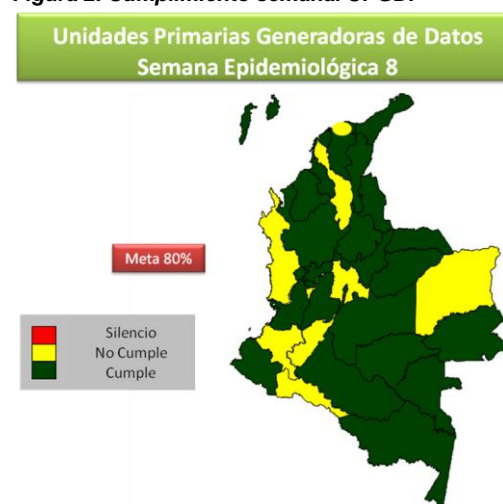 Unidades Primarias Generadoras de Datos
Semana Epidemiológica 8
Meta 80%
Silencio
No Cumple
Cumple